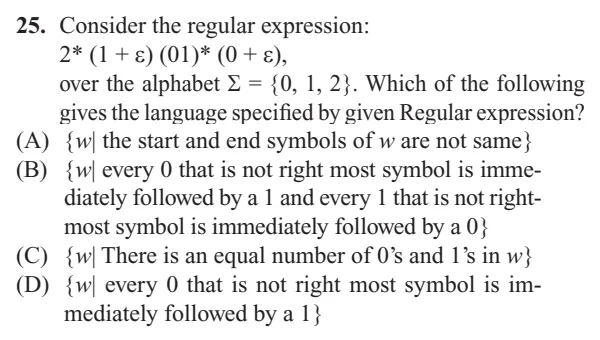 25. Consider the regular expression:
2* (1 + ε) (01)* (0 + ε),
over the alphabet Σ = {0, 1, 2}. Which of the following
gives the language specified by given Regular expression?
(A) {w| the start and end symbols of w are not same}
(B) {w| every 0 that is not right most symbol is imme-
diately followed by a 1 and every 1 that is not right-
most symbol is immediately followed by a 0}
(C) {w| There is an equal number of 0’s and 1’s in w}
(D) {w| every 0 that is not right most symbol is im-
mediately followed by a 1}